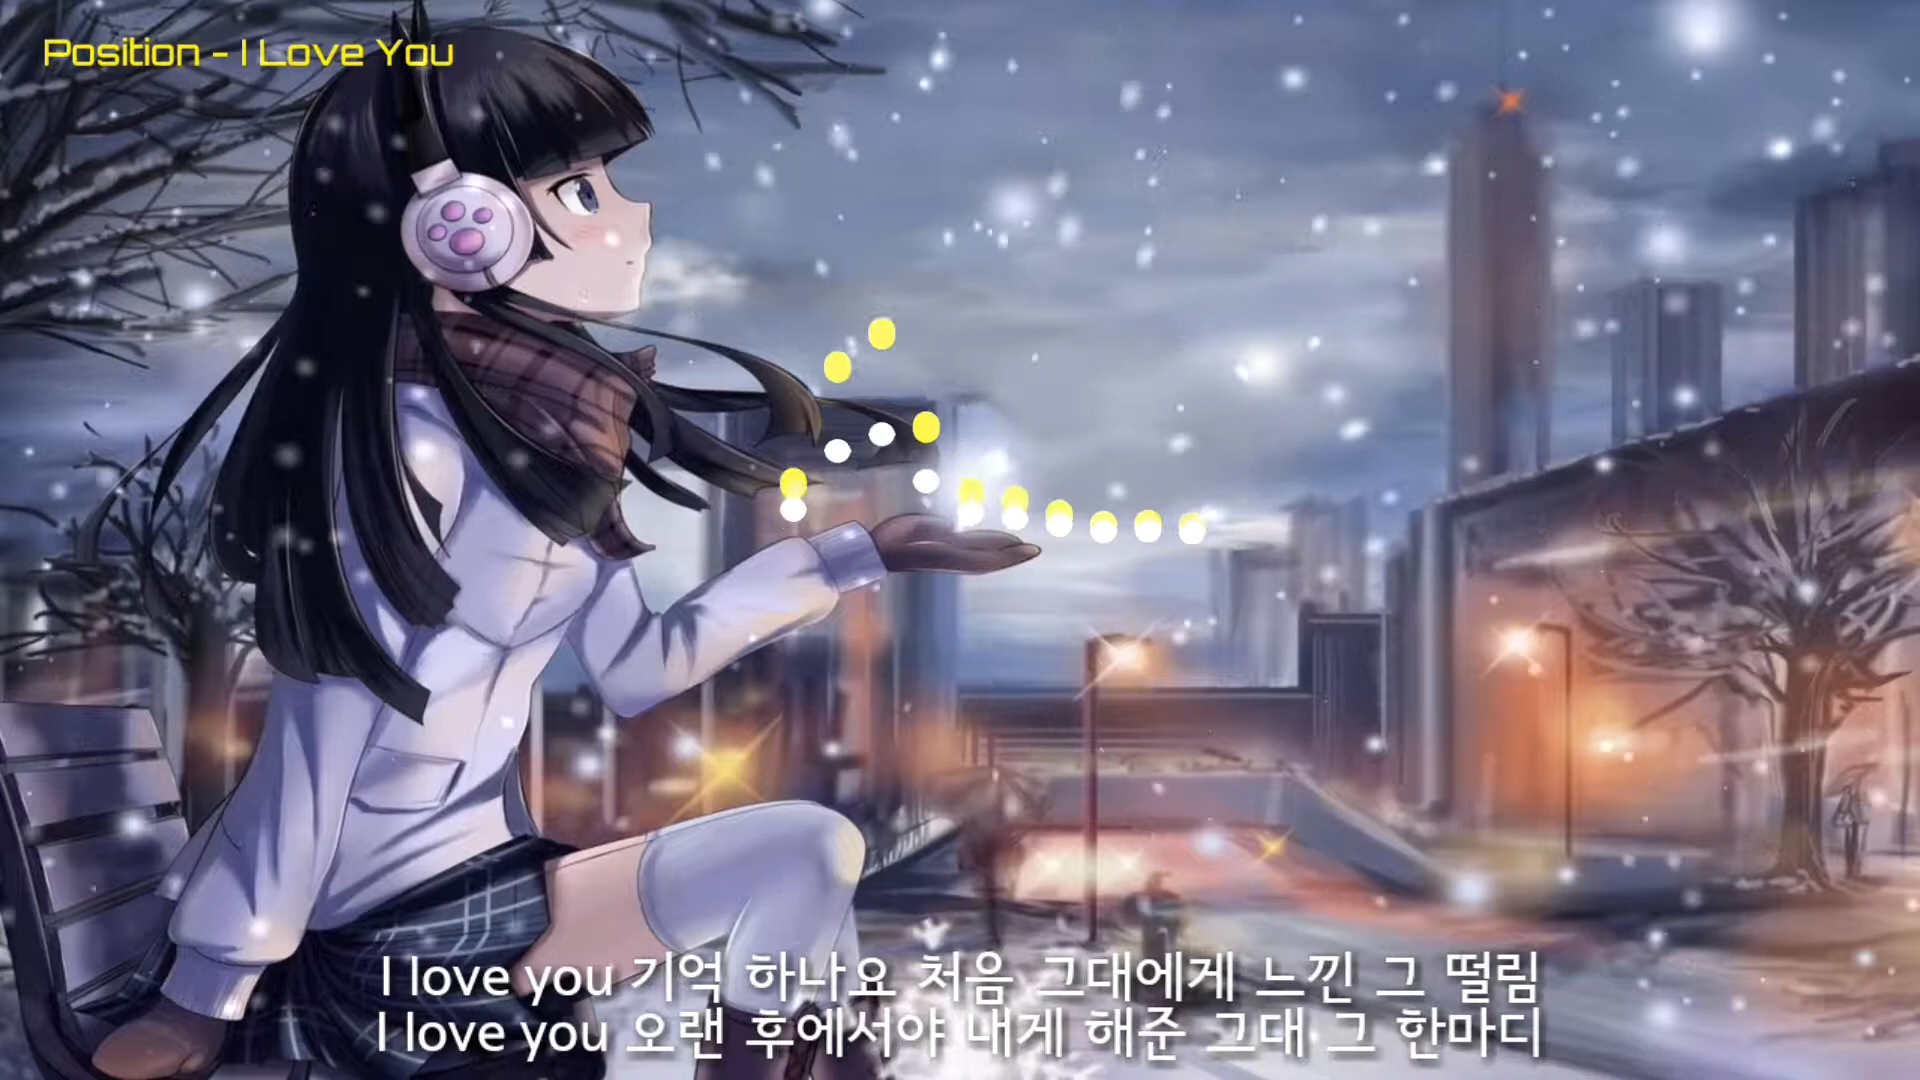 Position - I Love You
I love you 기억 하나요 처음 그대에게 느낀 그 떨림
I love you 오랜 후에서야 내게 해준 그대 그 한마디